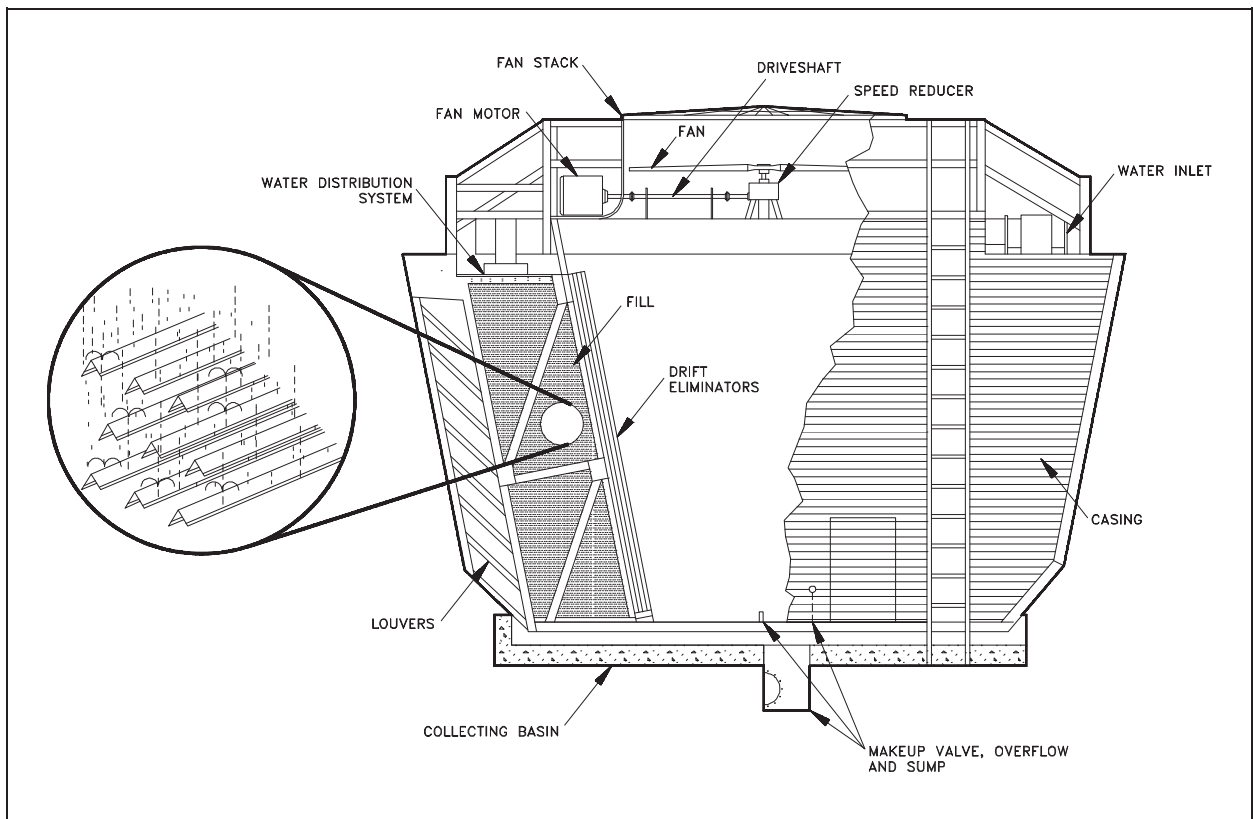 FAN STACK
DRIVESHAFT
SPEED REDUCER
FAN MOTOR
FAN
WATER INLET
WATER DISTRIBUTION
SYSTEM
FILL
DRIFT
ELIMINATORS
CASING
LOUVERS
COLLECTING BASIN
MAKEUP VALVE, OVERFLOW
AND SUMP